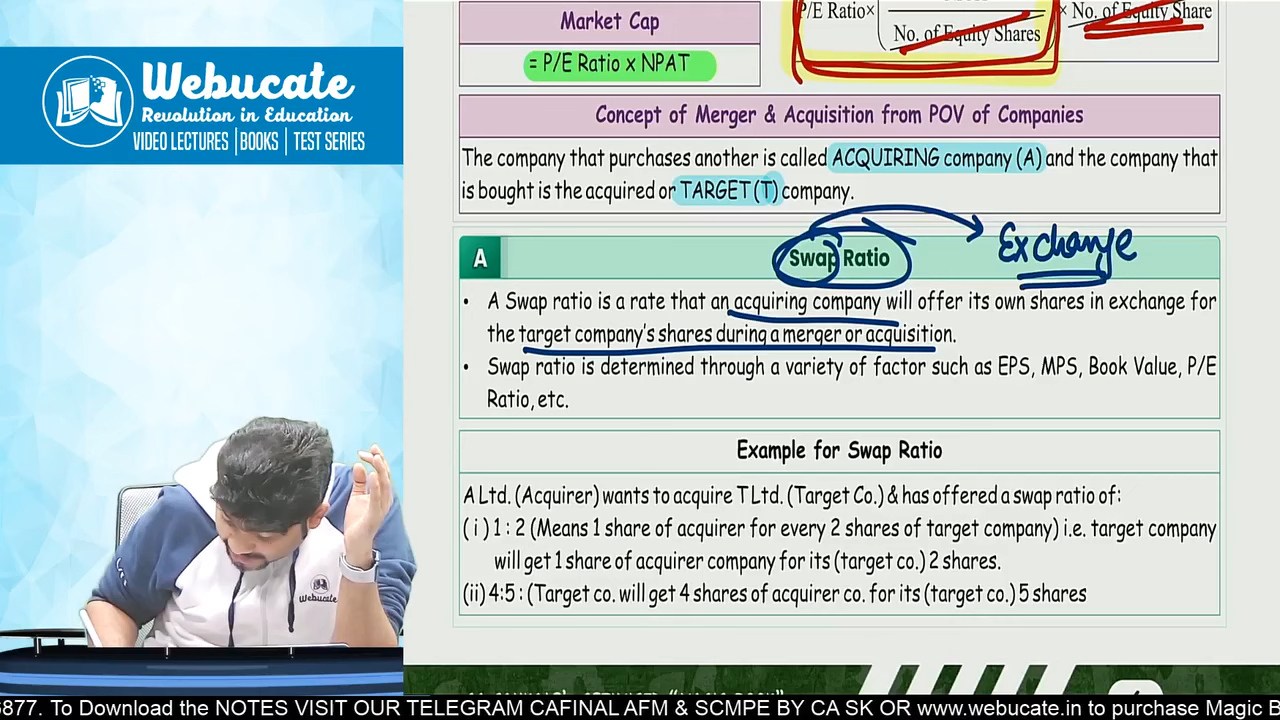 Webucate
Revolution in Education
VIDEO LECTURES | BOOKS | TEST SERIES
Market Cap
= P/E Ratio x NPAT
P/E Ratio×
No. of Equity Shares
× No. of Equity Share
Concept of Merger & Acquisition from POV of Companies
The company that purchases another is called ACQUIRING company (A) and the company that
is bought is the acquired or TARGET (T) company.
A
Swap Ratio
Exchange
• A Swap ratio is a rate that an acquiring company will offer its own shares in exchange for
the target company's shares during a merger or acquisition.
• Swap ratio is determined through a variety of factor such as EPS, MPS, Book Value, P/E
Ratio, etc.
Example for Swap Ratio
A Ltd. (Acquirer) wants to acquire T Ltd. (Target Co.) & has offered a swap ratio of:
(i) 1 : 2 (Means 1 share of acquirer for every 2 shares of target company) i.e. target company
will get 1 share of acquirer company for its (target co.) 2 shares.
(ii) 4:5 : (Target co. will get 4 shares of acquirer co. for its (target co.) 5 shares
Webucate
6877. To Download the NOTES VISIT OUR TELEGRAM CAFINAL AFM & SCMPE BY CA SK OR www.webucate.in to purchase Magic B